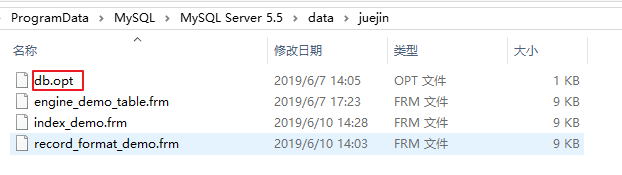 ProgramData > MySQL > MySQL Server 5.5 > data > juejin
名称 修改日期 类型 大小
db.opt 2019/6/7 14:05 OPT 文件 1 KB
engine_demo_table.frm 2019/6/7 17:23 FRM 文件 9 KB
index_demo.frm 2019/6/10 14:28 FRM 文件 9 KB
record_format_demo.frm 2019/6/10 14:03 FRM 文件 9 KB